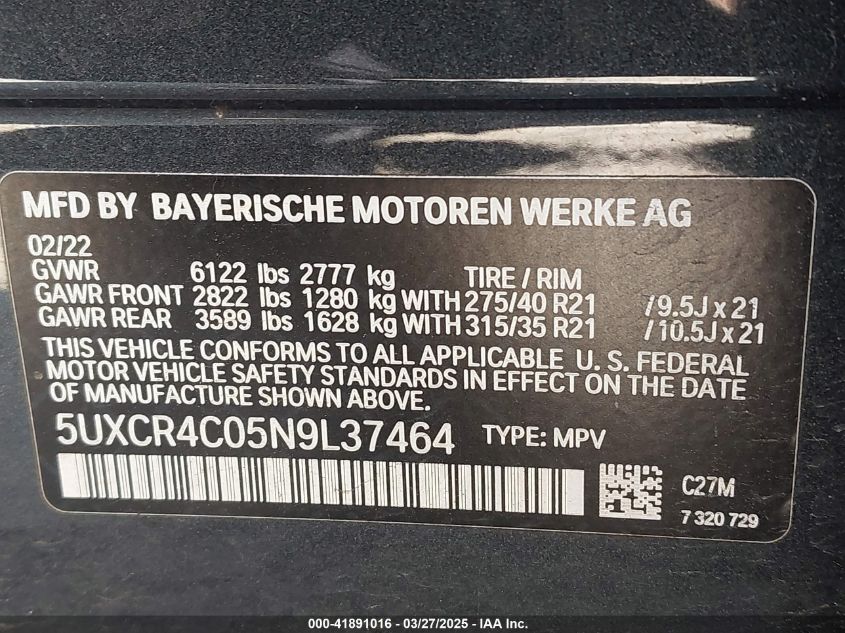 MFD BY BAYERISCHE MOTOREN WERKE AG
02/22
GVWR 6122 lbs 2777 kg TIRE / RIM
GAWR FRONT 2822 lbs 1280 kg WITH 275/40 R21 /9.5J x 21
GAWR REAR 3589 lbs 1628 kg WITH 315/35 R21 /10.5J x 21
THIS VEHICLE CONFORMS TO ALL APPLICABLE U. S. FEDERAL
MOTOR VEHICLE SAFETY STANDARDS IN EFFECT ON THE DATE
OF MANUFACTURE SHOWN ABOVE.
5UXCR4C05N9L37464 TYPE: MPV
C27M
7 320 729
000-41891016 - 03/27/2025 - IAA Inc.